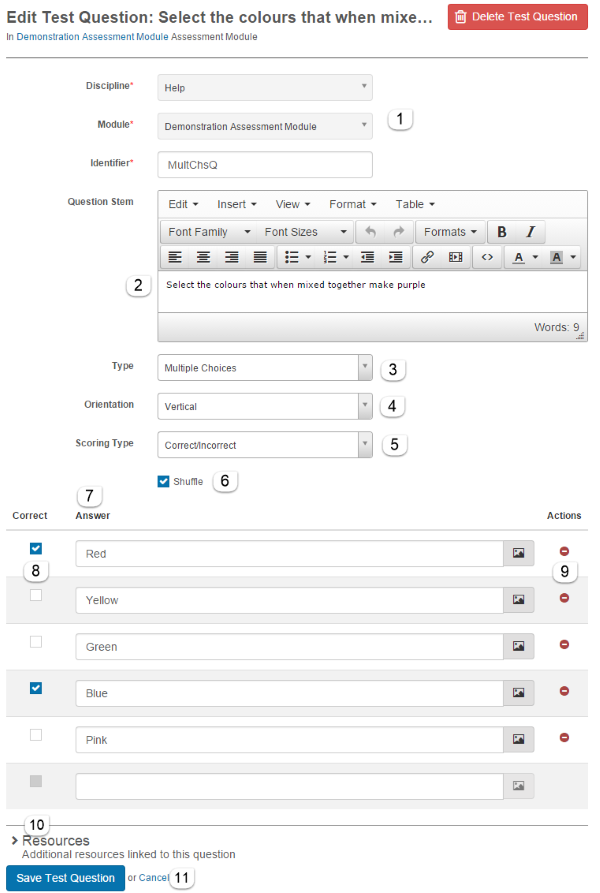 Edit Test Question: Select the colours that when mixe...
Delete Test Question
In Demonstration Assessment Module Assessment Module
Discipline*
Help
Module*
Demonstration Assessment Module
1
Identifier*
MultChsQ
Question Stem
Edit Insert View Format Table
Font Family Font Sizes Formats B I
A A
2
Select the colours that when mixed together make purple
Words: 9
Type
Multiple Choices
3
Orientation
Vertical
4
Scoring Type
Correct/Incorrect
5
Shuffle
6
7
Correct Answer Actions
Red
8
9
Yellow
Green
Blue
Pink
10
Resources
Additional resources linked to this question
Save Test Question or Cancel
11